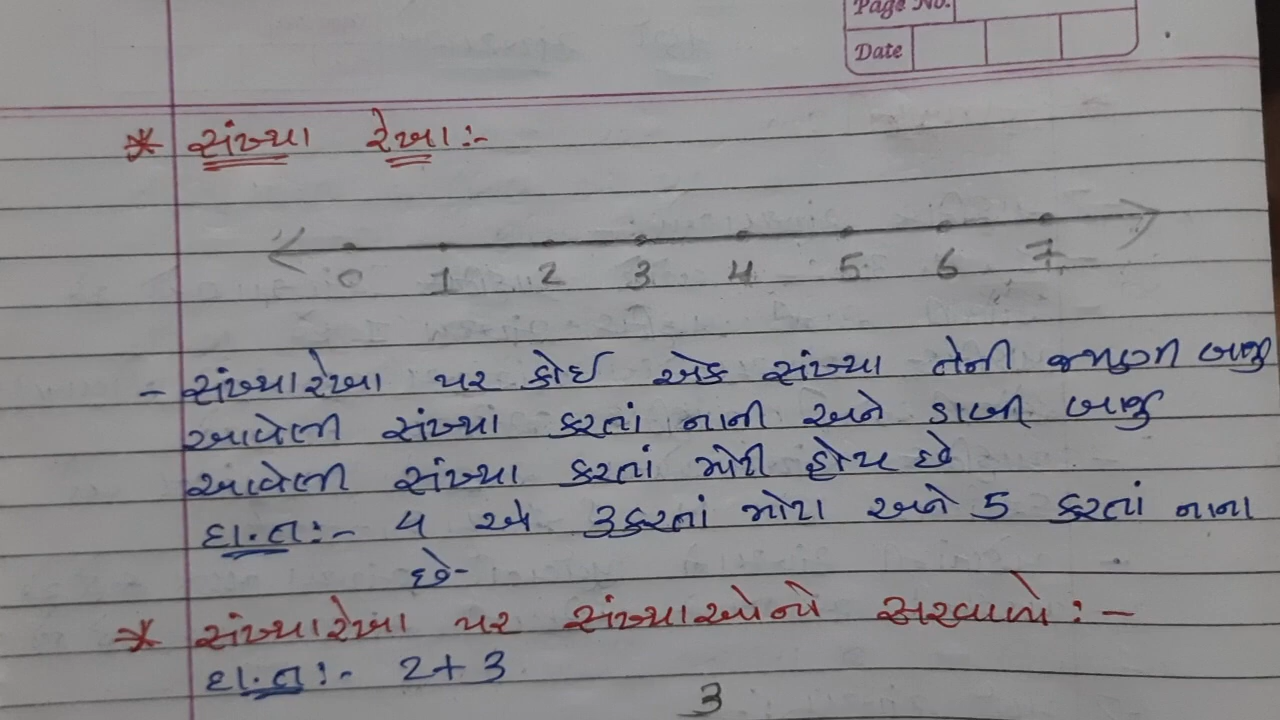 Page No.
Date
* સંખ્યા રેખા:-
0 1 2 3 4 5 6 7
- સંખ્યારેખા પર કોઈ એક સંખ્યા તેની જમણી બાજુ
આવેલી સંખ્યા કરતાં નાની અને ડાબી બાજુ
આવેલી સંખ્યા કરતાં મોટી હોય છે
દા.ત:- 4 એ 3 કરતાં મોટા અને 5 કરતાં નાના
છે-
* સંખ્યારેખા પર સંખ્યાઓનો સરવાળો:-
દા.ત:- 2+3
3